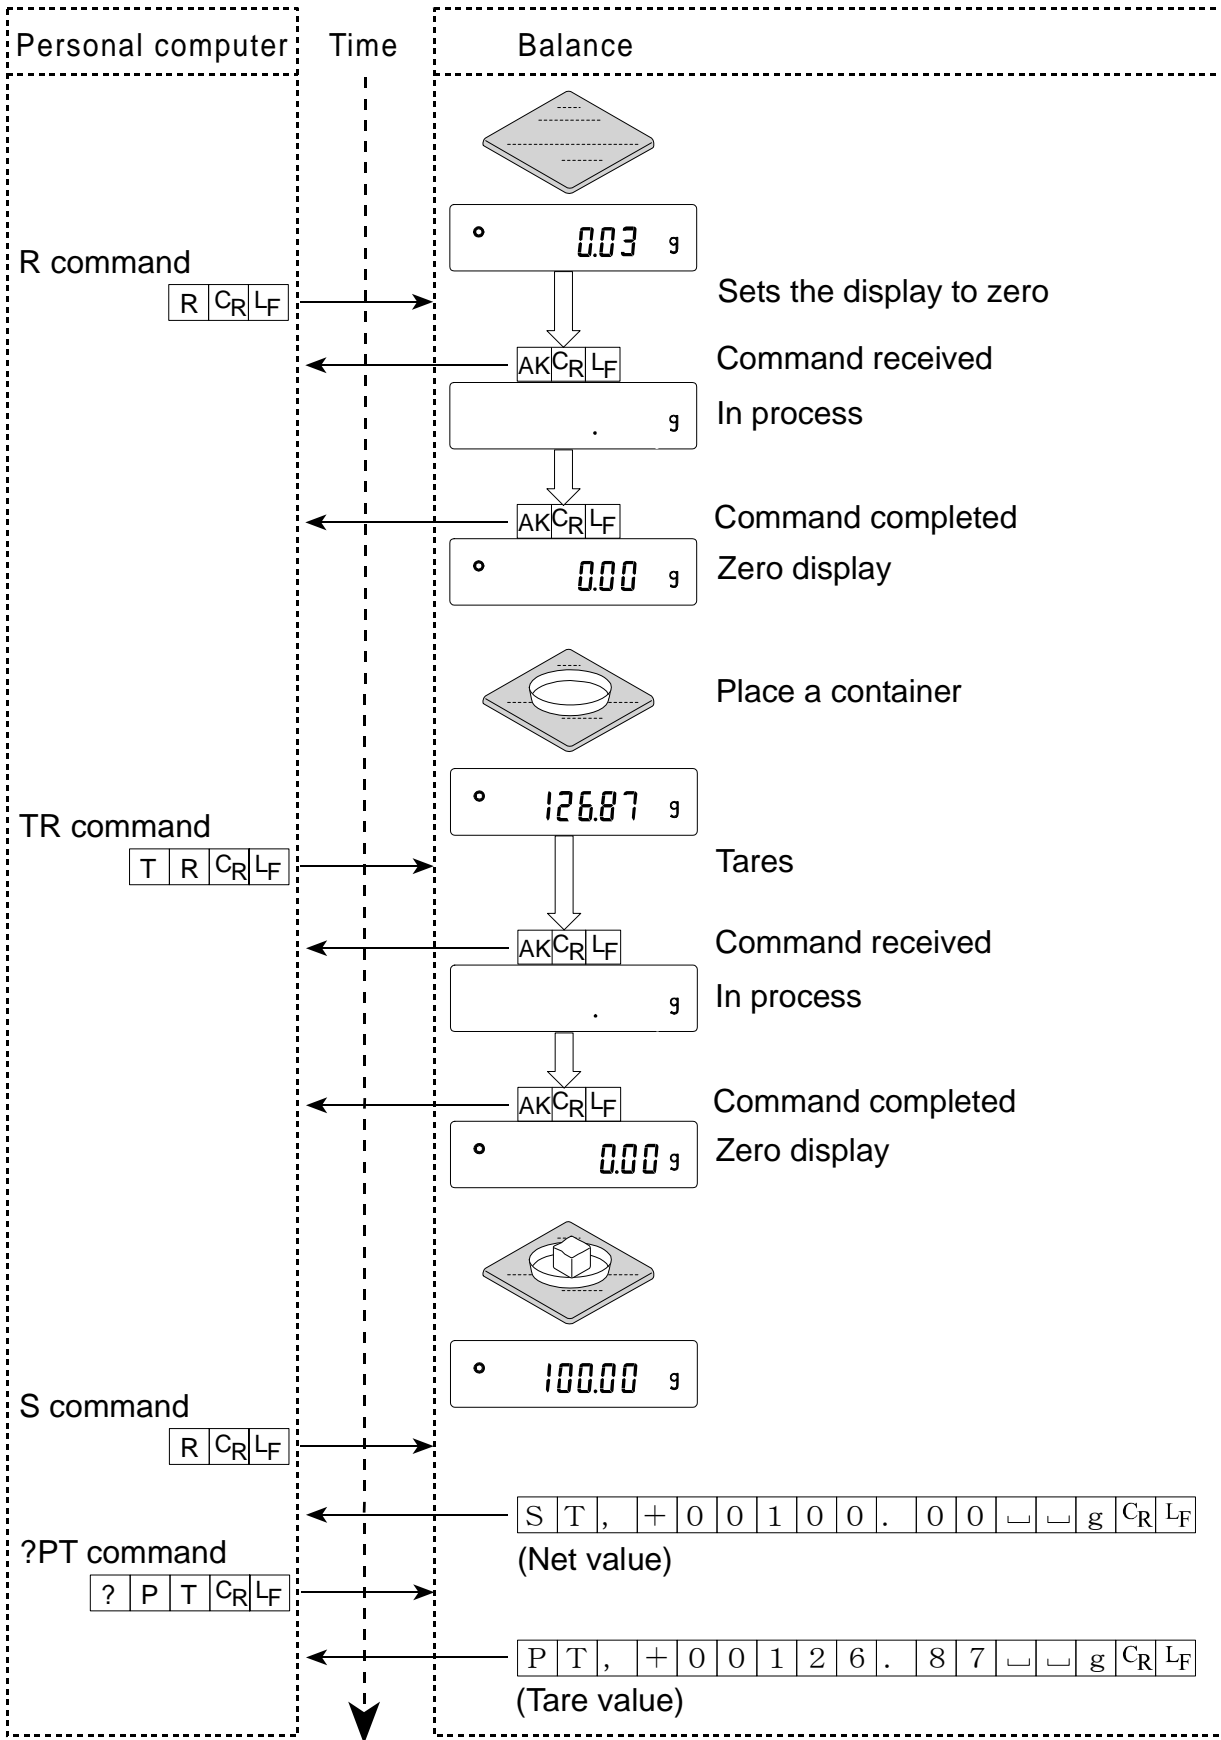 Personal computer Time Balance
0.03 g
R command
R CR LF
Sets the display to zero
AK CR LF Command received
. g In process
AK CR LF Command completed
0.00 g Zero display
Place a container
126.87 g
TR command
T R CR LF
Tares
AK CR LF Command received
. g In process
AK CR LF Command completed
0.00 g Zero display
100.00 g
S command
R CR LF
S T , + 0 0 1 0 0 . 0 0 ␣ ␣ g CR LF
(Net value)
?PT command
? P T CR LF
P T , + 0 0 1 2 6 . 8 7 ␣ ␣ g CR LF
(Tare value)